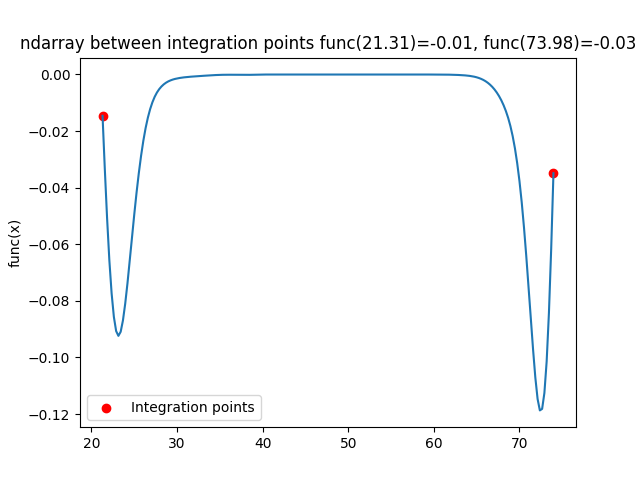 ndarray between integration points func(21.31)=-0.01, func(73.98)=-0.03
0.00
−0.02
−0.04
−0.06
−0.08
−0.10
−0.12
func(x)
Integration points
20 30 40 50 60 70